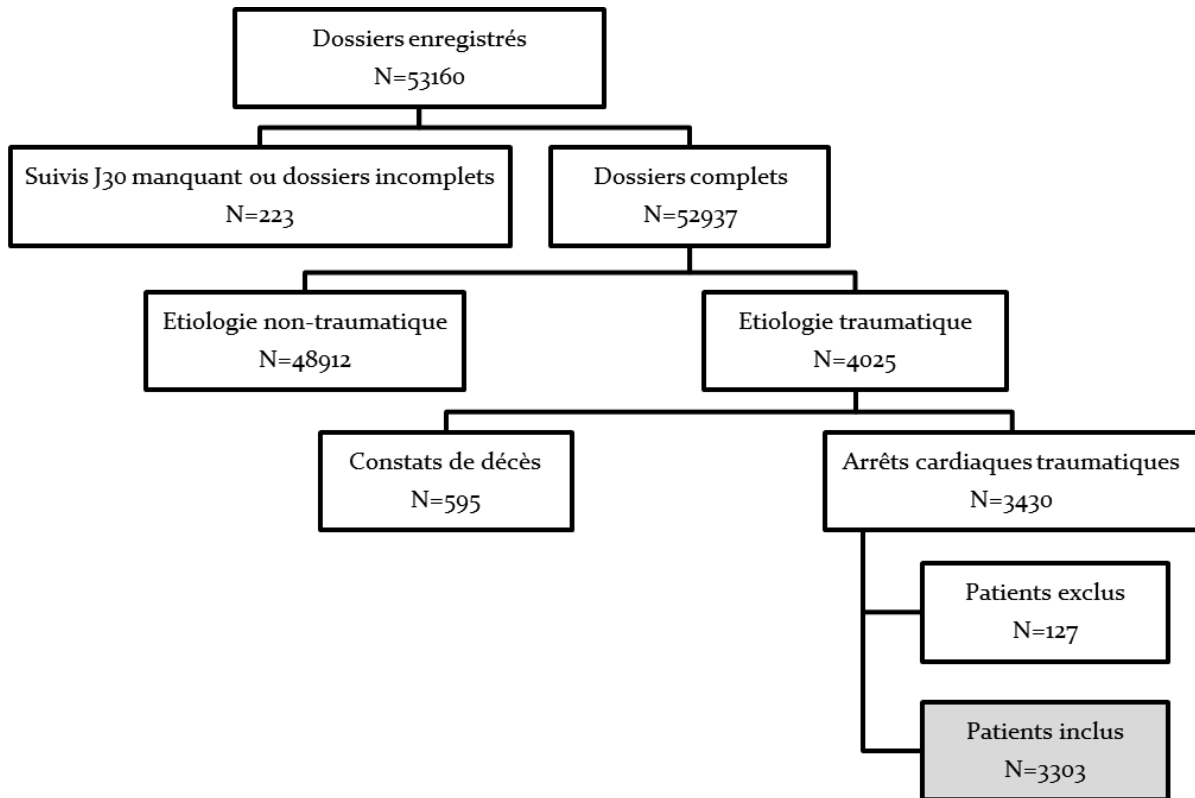 Dossiers enregistrés
N=53160
Suivis J30 manquant ou dossiers incomplets
N=223
Dossiers complets
N=52937
Etiologie non-traumatique
N=48912
Etiologie traumatique
N=4025
Constats de décès
N=595
Arrêts cardiaques traumatiques
N=3430
Patients exclus
N=127
Patients inclus
N=3303